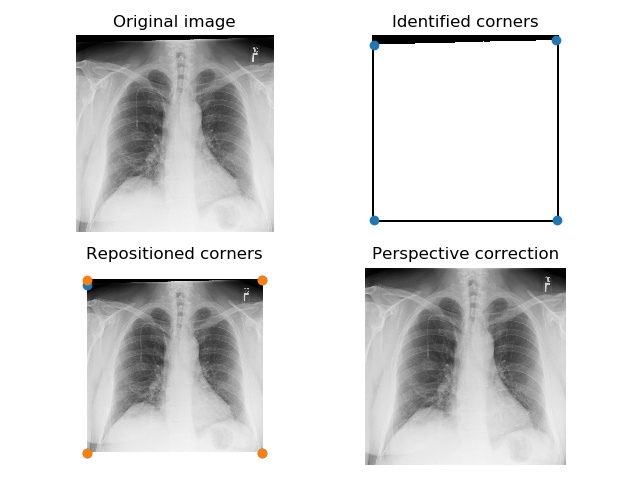 Original image
Identified corners
Repositioned corners
Perspective correction